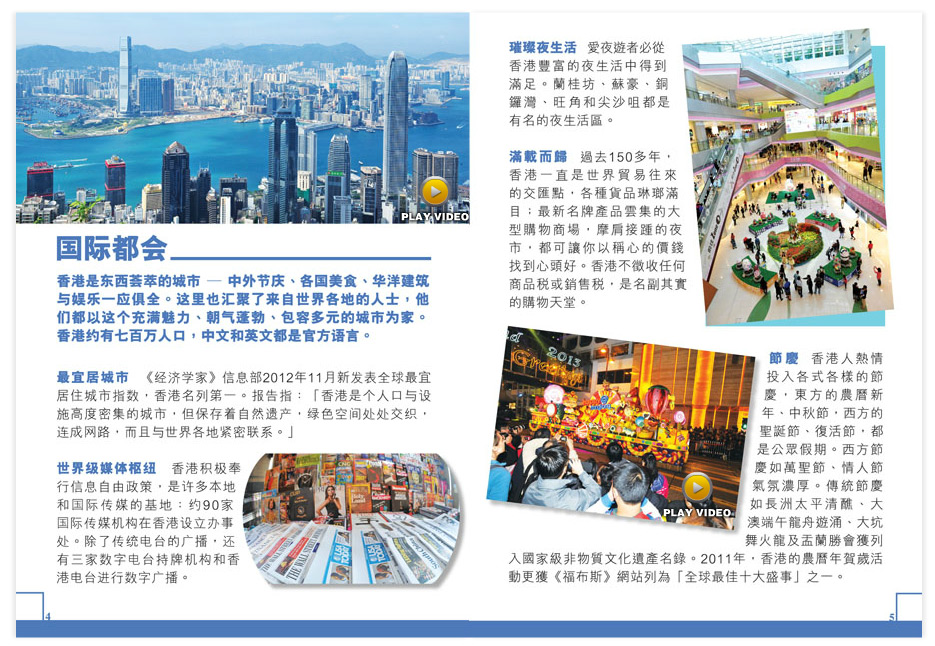 PLAY VIDEO
国际都会
香港是东西荟萃的城市 — 中外节庆、各国美食、华洋建筑
与娱乐一应俱全。这里也汇聚了来自世界各地的人士，他
们都以这个充满魅力、朝气蓬勃、包容多元的城市为家。
香港约有七百万人口，中文和英文都是官方语言。
最宜居城市 《经济学家》信息部2012年11月新发表全球最宜
居住城市指数，香港名列第一。报告指：「香港是个人口与设
施高度密集的城市，但保存着自然遗产，绿色空间处处交织，
连成网路，而且与世界各地紧密联系。」
世界级媒体枢纽 香港积极奉
行信息自由政策，是许多本地
和国际传媒的基地：约90家
国际传媒机构在香港设立办事
处。除了传统电台的广播，还
有三家数字电台持牌机构和香
港电台进行数字广播。
THE WALL STREET
USA TODAY
4
璀璨夜生活 愛夜遊者必從
香港豐富的夜生活中得到
滿足。蘭桂坊、蘇豪、銅
鑼灣、旺角和尖沙咀都是
有名的夜生活區。
滿載而歸 過去150多年，
香港一直是世界貿易往來
的交匯點，各種貨品琳瑯滿
目；最新名牌產品雲集的大
型購物商場，摩肩接踵的夜
市，都可讓你以稱心的價錢
找到心頭好。香港不徵收任何
商品税或銷售税，是名副其實
的購物天堂。
2013
PLAY VIDEO
節慶 香港人熱情
投入各式各樣的節
慶，東方的農曆新
年、中秋節，西方的
聖誕節、復活節，都
是公眾假期。西方節
慶如萬聖節、情人節
氣氛濃厚。傳統節慶
如長洲太平清醮、大
澳端午龍舟遊涌、大坑
舞火龍及盂蘭勝會獲列
入國家級非物質文化遺產名錄。2011年，香港的農曆年賀歲活
動更獲《福布斯》網站列為「全球最佳十大盛事」之一。
5